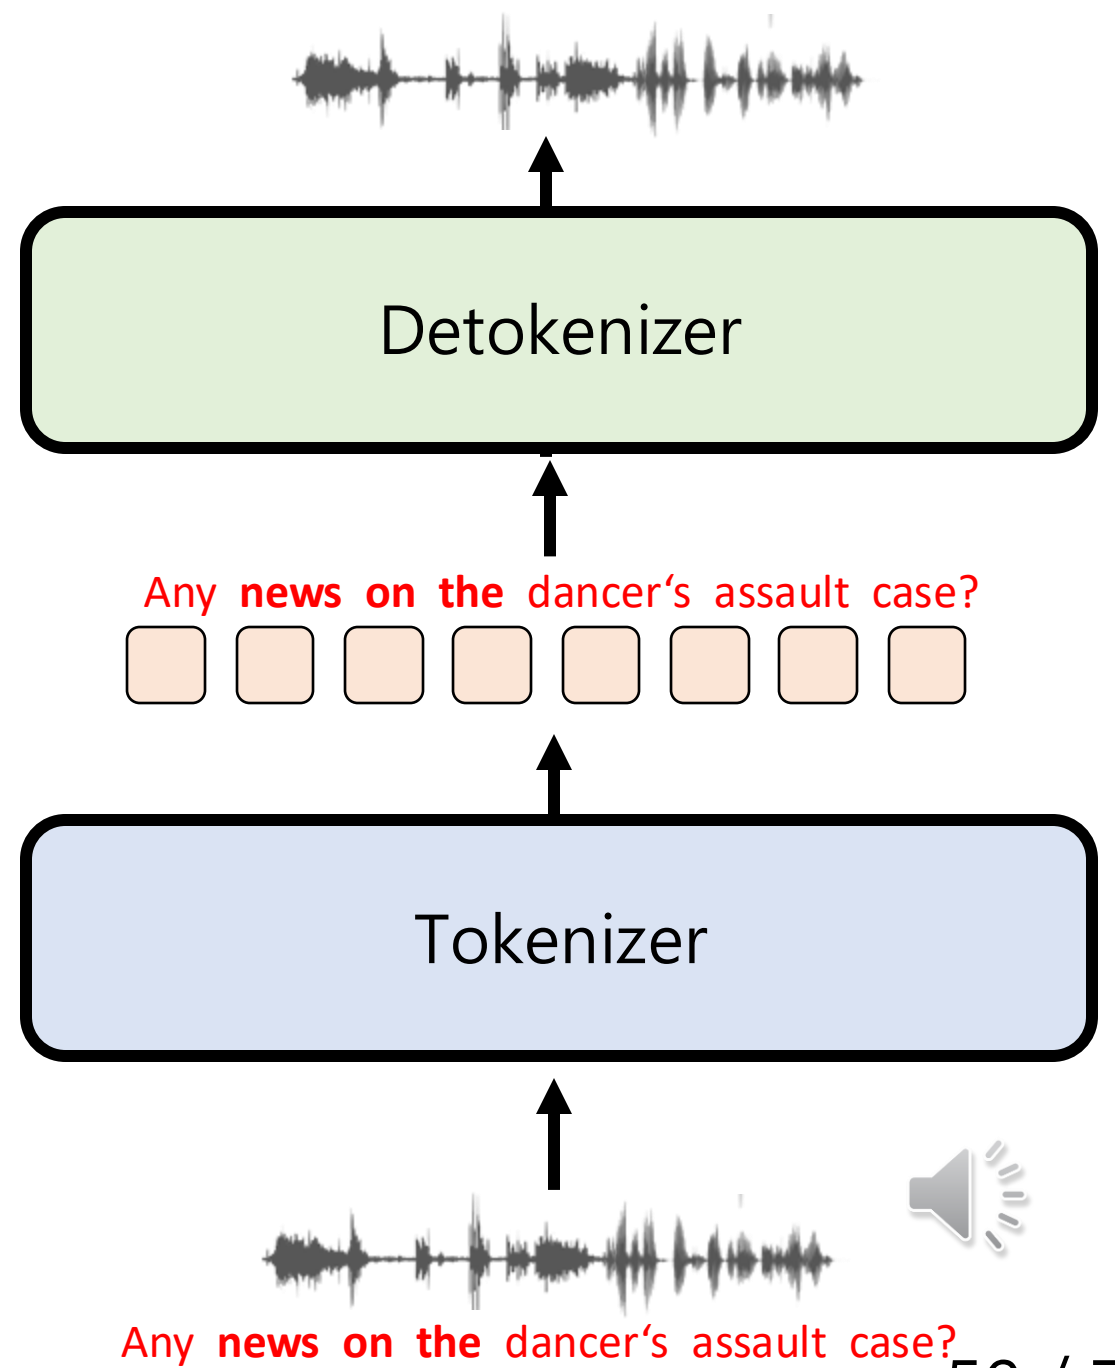 Detokenizer
Any news on the dancer‘s assault case?
Tokenizer
Any news on the dancer‘s assault case?